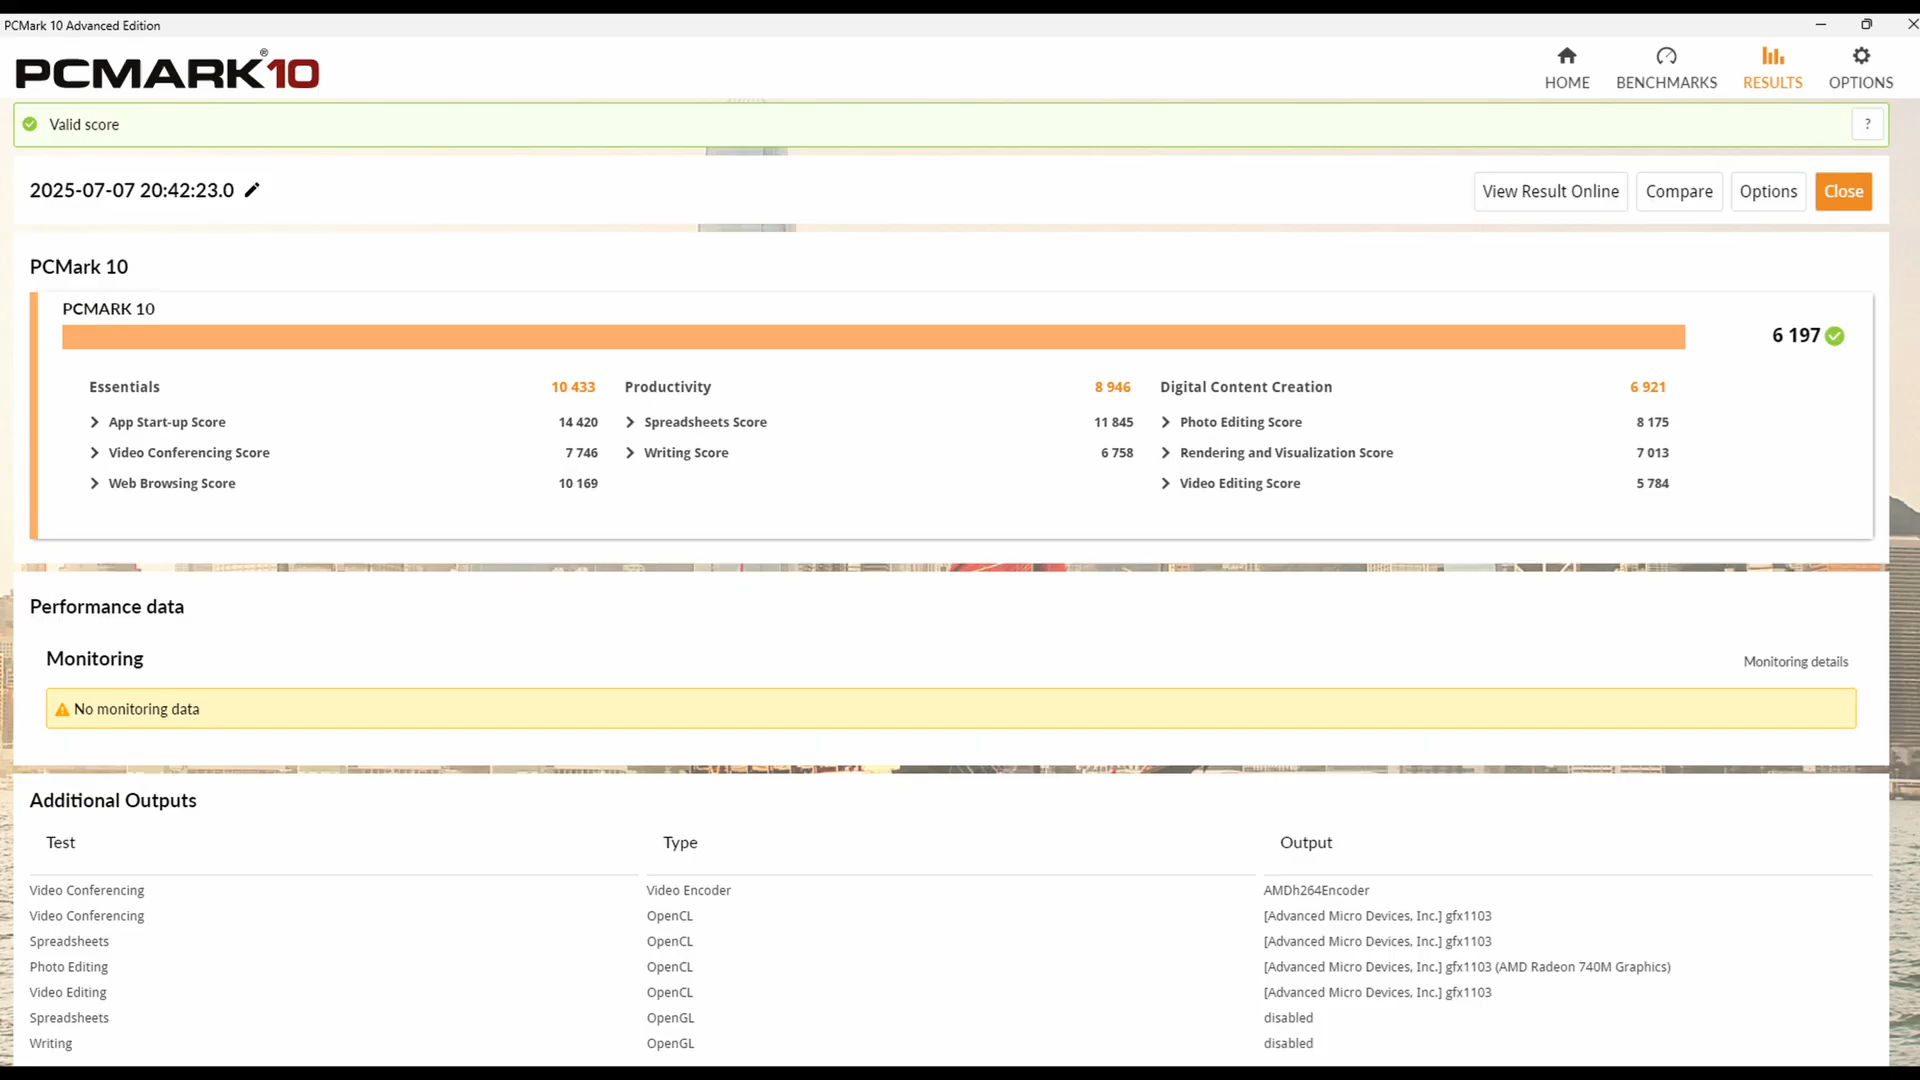 PCMark 10 Advanced Edition
PCMARK®10
HOME BENCHMARKS RESULTS OPTIONS
Valid score ?
2025-07-07 20:42:23.0 View Result Online Compare Options Close
PCMark 10
PCMARK 10
6 197
Essentials 10 433 Productivity 8 946 Digital Content Creation 6 921
App Start-up Score 14 420 Spreadsheets Score 11 845 Photo Editing Score 8 175
Video Conferencing Score 7 746 Writing Score 6 758 Rendering and Visualization Score 7 013
Web Browsing Score 10 169 Video Editing Score 5 784
Performance data
Monitoring Monitoring details
No monitoring data
Additional Outputs
Test Type Output
Video Conferencing Video Encoder AMDh264Encoder
Video Conferencing OpenCL [Advanced Micro Devices, Inc.] gfx1103
Spreadsheets OpenCL [Advanced Micro Devices, Inc.] gfx1103
Photo Editing OpenCL [Advanced Micro Devices, Inc.] gfx1103 (AMD Radeon 740M Graphics)
Video Editing OpenCL [Advanced Micro Devices, Inc.] gfx1103
Spreadsheets OpenGL disabled
Writing OpenGL disabled